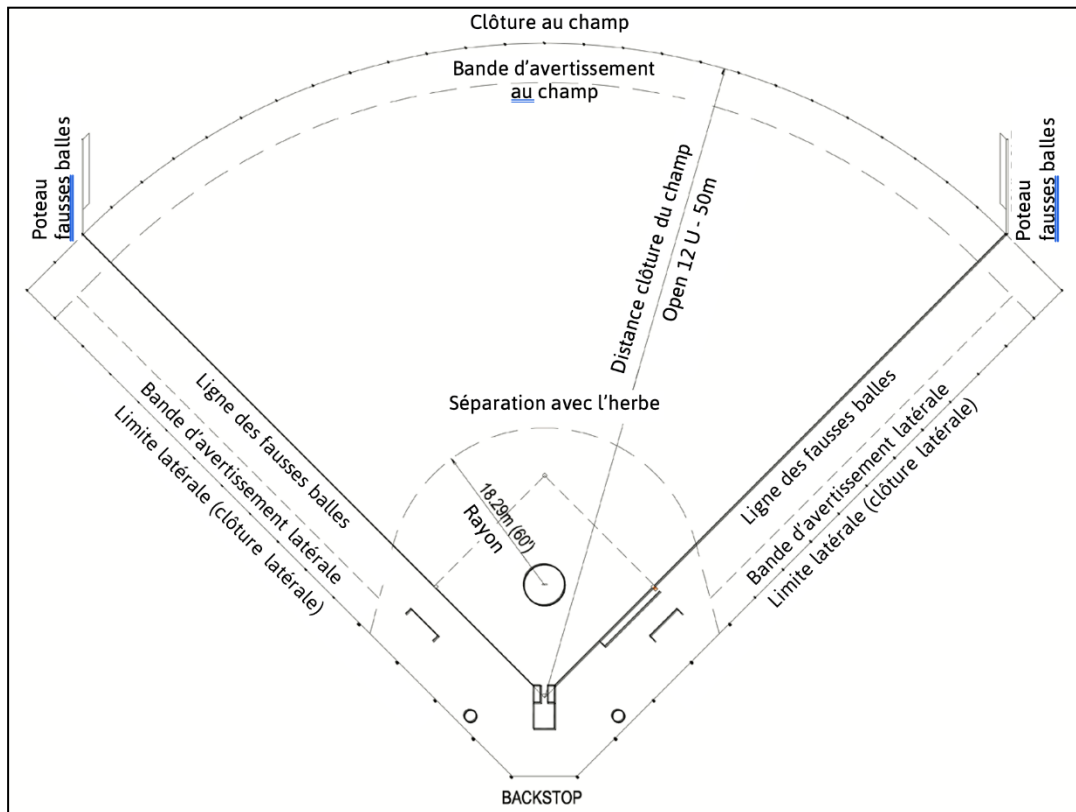 Clôture au champ
Bande d’avertissement
au champ
Poteau
fausses balles
Poteau
fausses balles
Distance clôture du champ
Open 12 U - 50m
Séparation avec l’herbe
18.29m (60')
Rayon
Ligne des fausses balles
Bande d’avertissement latérale
Limite latérale (clôture latérale)
Ligne des fausses balles
Bande d’avertissement latérale
Limite latérale (clôture latérale)
BACKSTOP